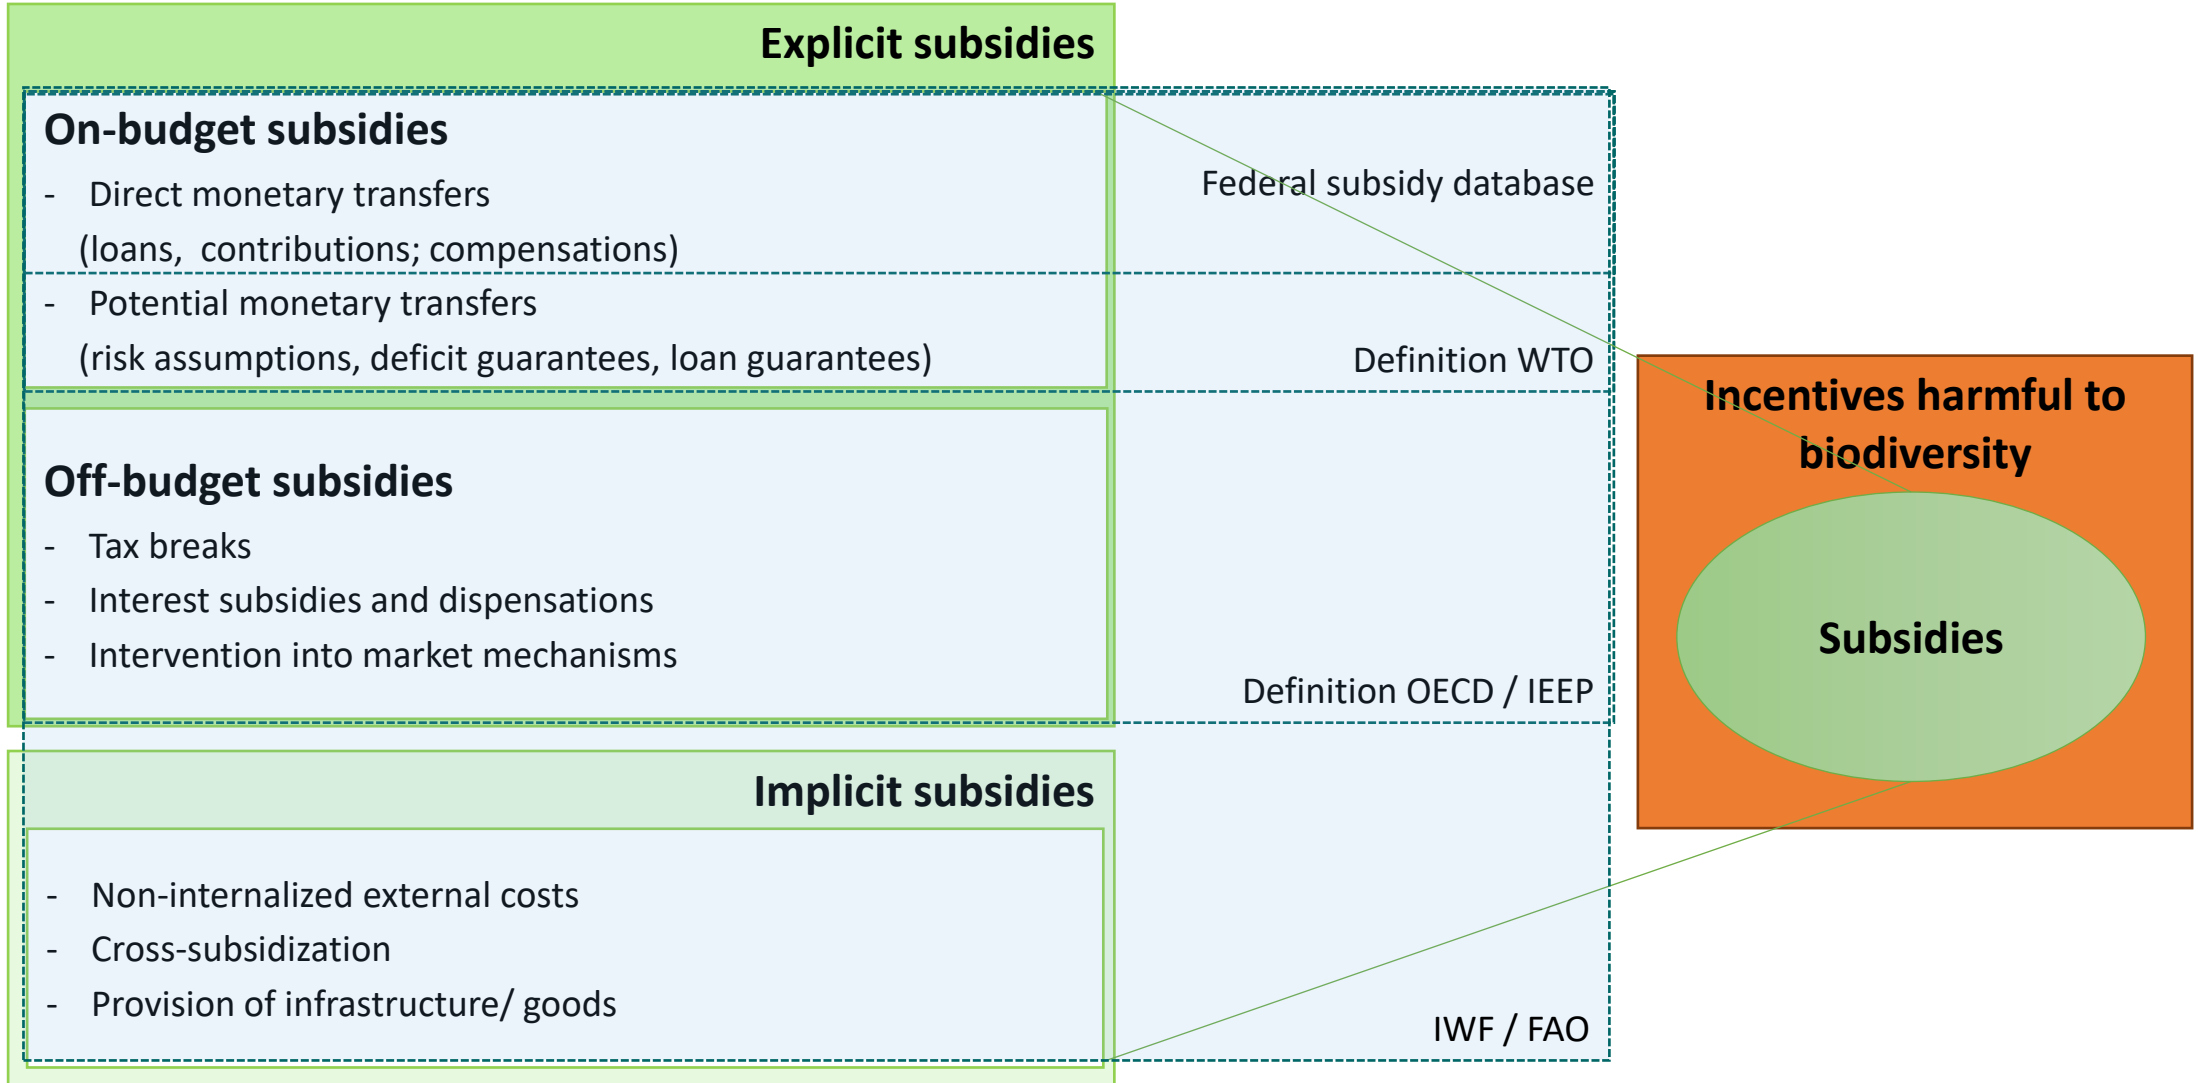 Explicit subsidies
On-budget subsidies
- Direct monetary transfers
(loans, contributions; compensations)
Federal subsidy database
- Potential monetary transfers
(risk assumptions, deficit guarantees, loan guarantees)
Definition WTO
Off-budget subsidies
- Tax breaks
- Interest subsidies and dispensations
- Intervention into market mechanisms
Definition OECD / IEEP
Implicit subsidies
- Non-internalized external costs
- Cross-subsidization
- Provision of infrastructure/ goods
IWF / FAO
Incentives harmful to
biodiversity
Subsidies